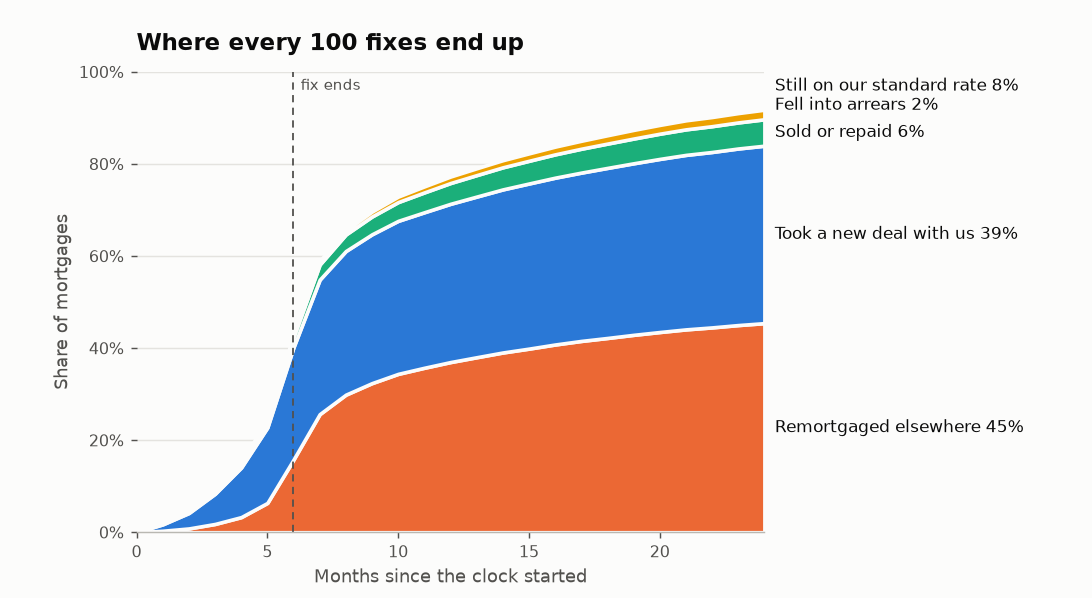 Where every 100 fixes end up
100%
80%
60%
40%
20%
0%
Share of mortgages
fix ends
Still on our standard rate 8%
Fell into arrears 2%
Sold or repaid 6%
Took a new deal with us 39%
Remortgaged elsewhere 45%
0
5
10
15
20
Months since the clock started